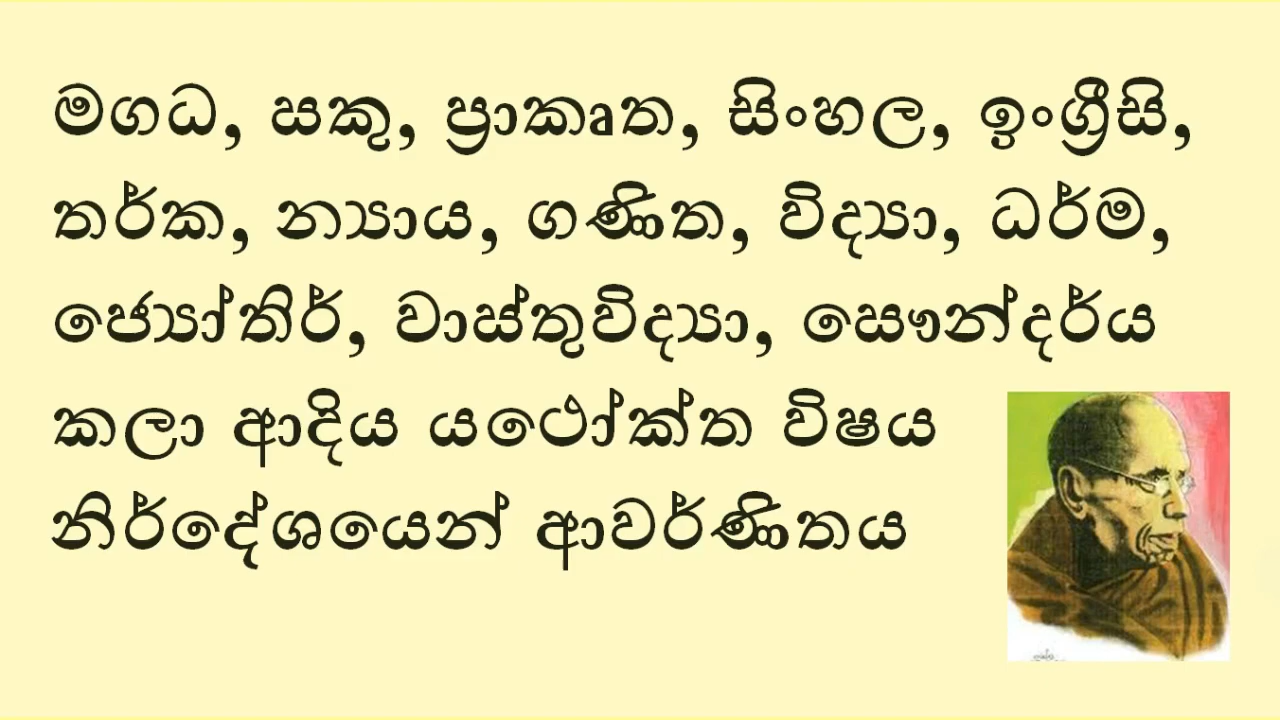 මගධ, සකු, ප්‍රාකෘත, සිංහල, ඉංග්‍රීසි,
තර්ක, න්‍යාය, ගණිත, විද්‍යා, ධර්ම,
ජ්‍යෝතිර්, වාස්තුවිද්‍යා, සෞන්දර්ය
කලා ආදිය යථෝක්ත විෂය
නිර්දේශයෙන් ආවර්ණිතය